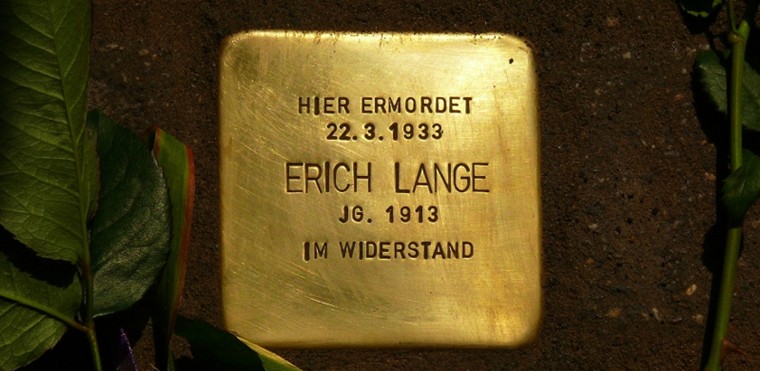 HIER ERMORDET
22.3.1933
ERICH LANGE
JG. 1913
IM WIDERSTAND